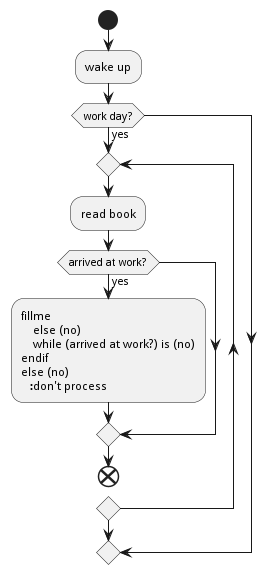 wake up
work day?
yes
read book
arrived at work?
yes
fillme
else (no)
while (arrived at work?) is (no)
endif
else (no)
:don't process